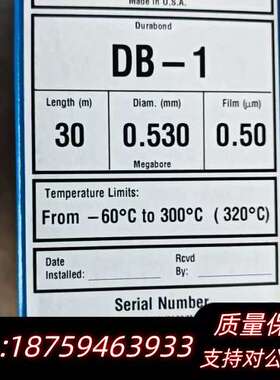 Made in U.S.A.
Durabond
DB-1
Length (m) Diam. (mm) Film (μm)
30 0.530 0.50
Megabore
Temperature Limits:
From -60°C to 300°C (320°C)
Date Rcvd
Installed: By:
Serial Number
质量保
:18759464933
支持对公